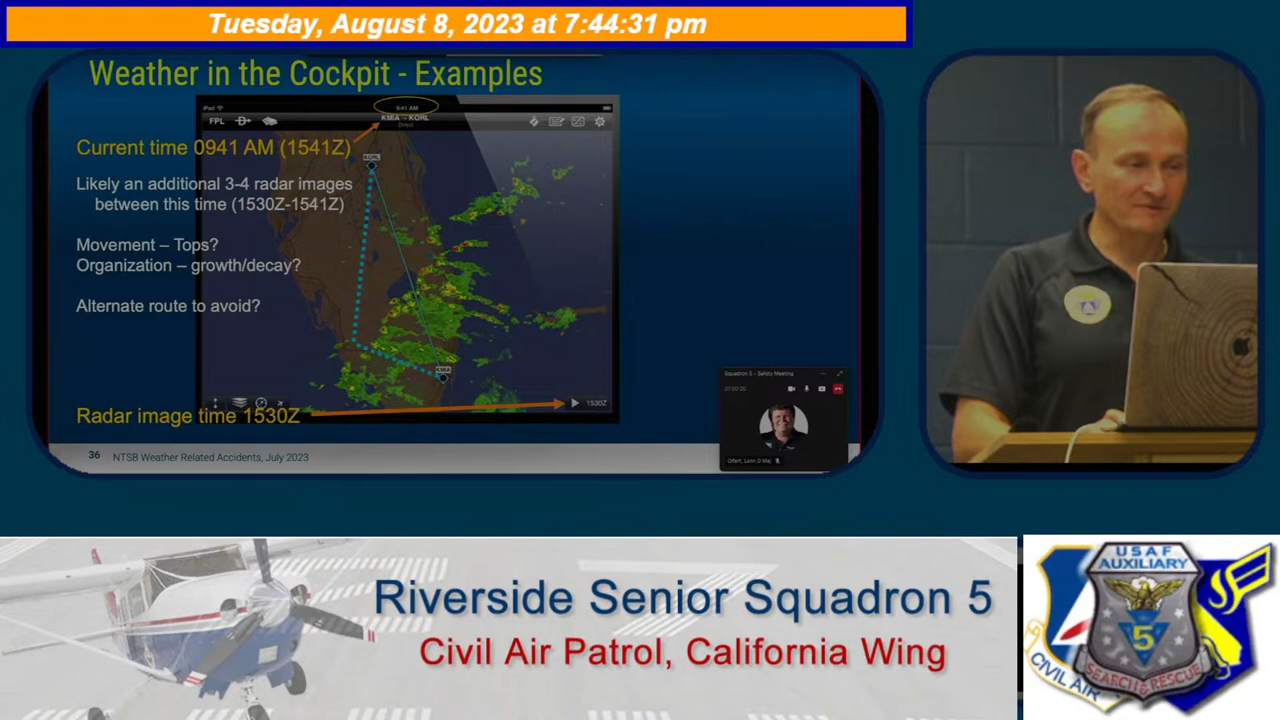 Tuesday, August 8, 2023 at 7:44:31 pm
Weather in the Cockpit - Examples
iPad
9:41 AM
FPL
KMIA → KORL
Direct
Current time 0941 AM (1541Z)
KORL
Likely an additional 3-4 radar images
between this time (1530Z-1541Z)
Movement – Tops?
Organization – growth/decay?
Alternate route to avoid?
KMIA
Squadron 5 - Safety Meeting
Radar image time 1530Z
1530Z
36 NTSB Weather Related Accidents, July 2023
Riverside Senior Squadron 5
Civil Air Patrol, California Wing
USAF
AUXILIARY
5
SEARCH & RESCUE
CIVIL AIR